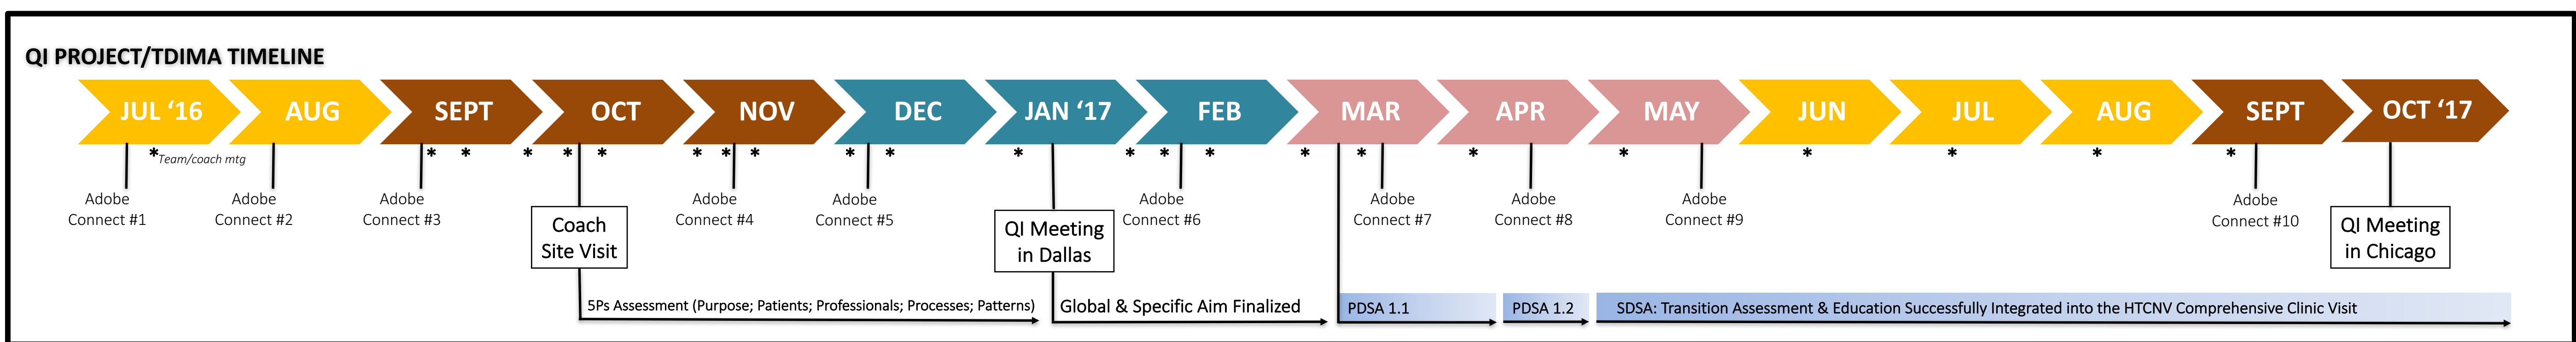 QI PROJECT/TDIMA TIMELINE
JUL ‘16
AUG
SEPT
OCT
NOV
DEC
JAN ‘17
FEB
MAR
APR
MAY
JUN
JUL
AUG
SEPT
OCT ‘17
* * * * * * * * * * * * * * * * * * * * * * * *
Team/coach mtg
Adobe
Connect #1
Adobe
Connect #2
Adobe
Connect #3
Coach
Site Visit
Adobe
Connect #4
Adobe
Connect #5
QI Meeting
in Dallas
Adobe
Connect #6
Adobe
Connect #7
Adobe
Connect #8
Adobe
Connect #9
Adobe
Connect #10
QI Meeting
in Chicago
5Ps Assessment (Purpose; Patients; Professionals; Processes; Patterns)
Global & Specific Aim Finalized
PDSA 1.1
PDSA 1.2
SDSA: Transition Assessment & Education Successfully Integrated into the HTCNV Comprehensive Clinic Visit